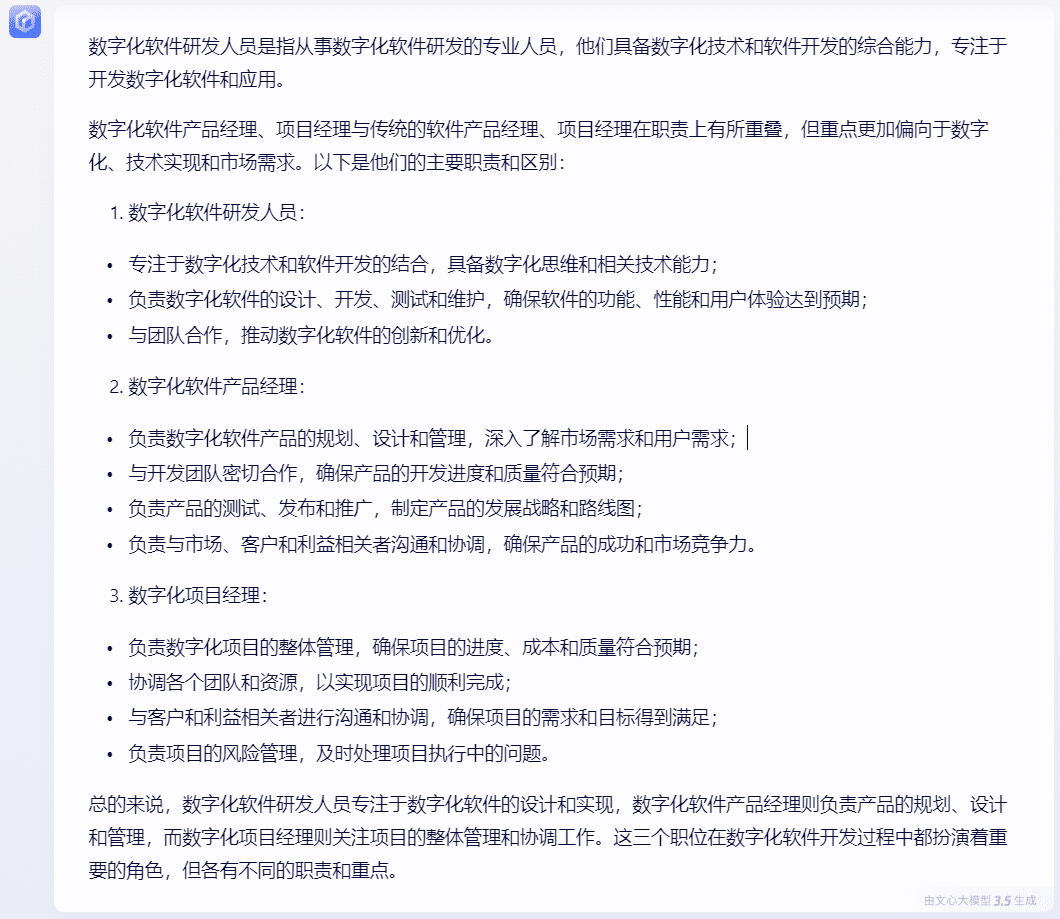 数字化软件研发人员是指从事数字化软件研发的专业人员，他们具备数字化技术和软件开发的综合能力，专注于
开发数字化软件和应用。
数字化软件产品经理、项目经理与传统的软件产品经理、项目经理在职责上有所重叠，但重点更加偏向于数字
化、技术实现和市场需求。以下是他们的主要职责和区别：
1. 数字化软件研发人员：
• 专注于数字化技术和软件开发的结合，具备数字化思维和相关技术能力；
• 负责数字化软件的设计、开发、测试和维护，确保软件的功能、性能和用户体验达到预期；
• 与团队合作，推动数字化软件的创新和优化。
2. 数字化软件产品经理：
• 负责数字化软件产品的规划、设计和管理，深入了解市场需求和用户需求；
• 与开发团队密切合作，确保产品的开发进度和质量符合预期；
• 负责产品的测试、发布和推广，制定产品的发展战略和路线图；
• 负责与市场、客户和利益相关者沟通和协调，确保产品的成功和市场竞争力。
3. 数字化项目经理：
• 负责数字化项目的整体管理，确保项目的进度、成本和质量符合预期；
• 协调各个团队和资源，以实现项目的顺利完成；
• 与客户和利益相关者进行沟通和协调，确保项目的需求和目标得到满足；
• 负责项目的风险管理，及时处理项目执行中的问题。
总的来说，数字化软件研发人员专注于数字化软件的设计和实现，数字化软件产品经理则负责产品的规划、设计
和管理，而数字化项目经理则关注项目的整体管理和协调工作。这三个职位在数字化软件开发过程中都扮演着重
要的角色，但各有不同的职责和重点。
由文心大模型 3.5 生成